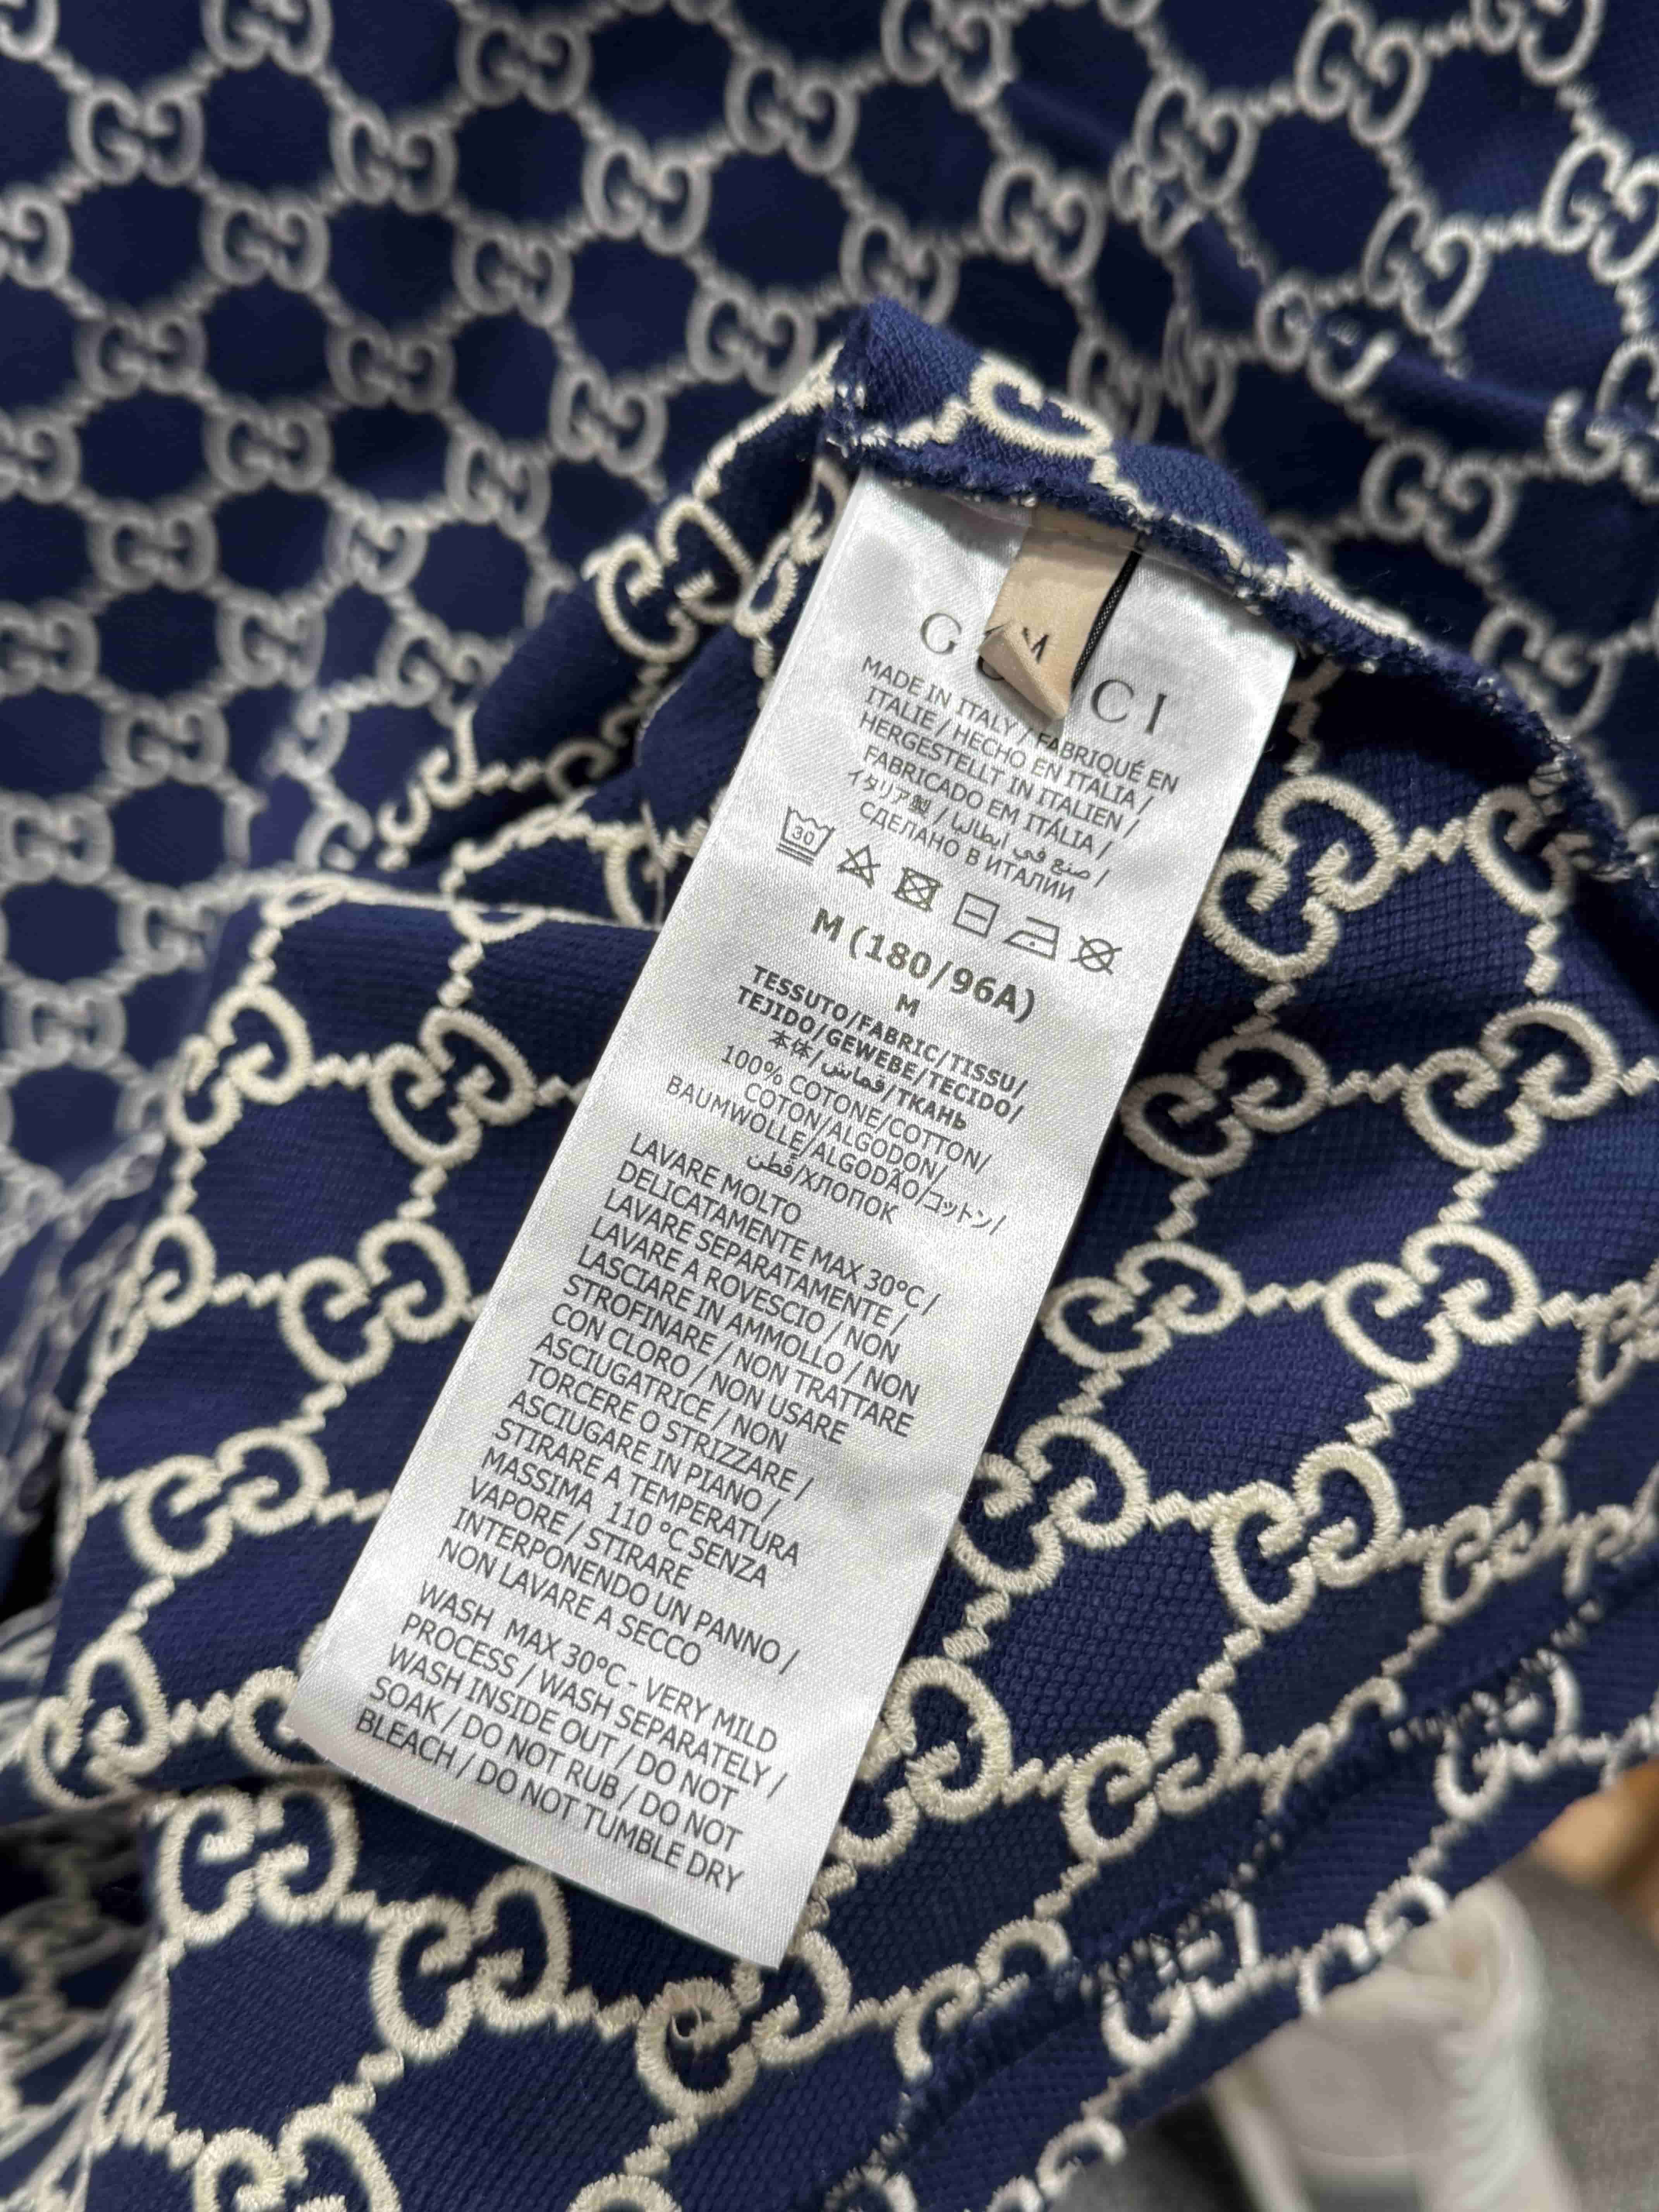 M
G CI
MADE IN ITALY / FABRIQUÉ EN
ITALIE / HECHO EN ITALIA /
HERGESTELLT IN ITALIEN /
FABRICADO EM ITÁLIA /
イタリア製 / صنع في ايطاليا /
СДЕЛАНО В ИТАЛИИ
30
M (180/96A)
M
TESSUTO/FABRIC/TISSU/
TEJIDO/GEWEBE/TECIDO/
本体/قماش/ТКАНЬ
100% COTONE/COTTON/
COTON/ALGODON/
BAUMWOLLE/ALGODÃO/コットン/
قُطن/ХЛОПОК
LAVARE MOLTO
DELICATAMENTE MAX 30°C /
LAVARE SEPARATAMENTE /
LAVARE A ROVESCIO / NON
LASCIARE IN AMMOLLO / NON
STROFINARE / NON TRATTARE
CON CLORO / NON USARE
ASCIUGATRICE / NON
TORCERE O STRIZZARE /
ASCIUGARE IN PIANO /
STIRARE A TEMPERATURA
MASSIMA 110 °C SENZA
VAPORE / STIRARE
INTERPONENDO UN PANNO /
NON LAVARE A SECCO
WASH MAX 30°C - VERY MILD
PROCESS / WASH SEPARATELY /
WASH INSIDE OUT / DO NOT
SOAK / DO NOT RUB / DO NOT
BLEACH / DO NOT TUMBLE DRY